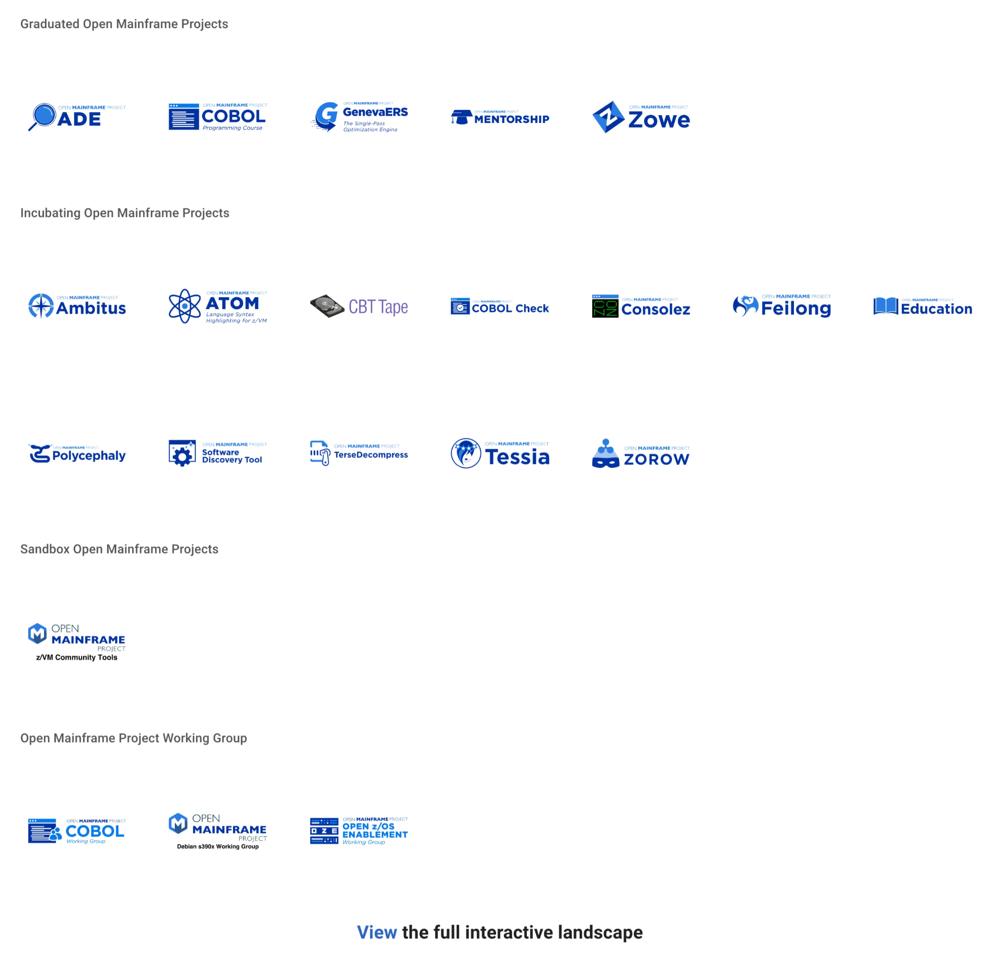 Graduated Open Mainframe Projects
OPEN MAINFRAME PROJECT
ADE
OPEN MAINFRAME PROJECT
COBOL
Programming Course
G
OPEN MAINFRAME PROJECT
GenevaERS
The Single-Pass
Optimization Engine
OPEN MAINFRAME PROJECT
MENTORSHIP
OPEN MAINFRAME PROJECT
Zowe
Incubating Open Mainframe Projects
OPEN MAINFRAME PROJECT
Ambitus
OPEN MAINFRAME PROJECT
ATOM
Language Syntax
Highlighting for z/VM
CBT Tape
OPEN MAINFRAME PROJECT
COBOL Check
OPEN MAINFRAME PROJECT
Consolez
OPEN MAINFRAME PROJECT
Feilong
OPEN MAINFRAME PROJECT
Education
OPEN MAINFRAME PROJECT
Polycephaly
OPEN MAINFRAME PROJECT
Software
Discovery Tool
OPEN MAINFRAME PROJECT
TerseDecompress
OPEN MAINFRAME PROJECT
Tessia
OPEN MAINFRAME PROJECT
ZOROW
Sandbox Open Mainframe Projects
M
OPEN
MAINFRAME
PROJECT
z/VM Community Tools
Open Mainframe Project Working Group
OPEN MAINFRAME PROJECT
COBOL
Working Group
M
OPEN
MAINFRAME
PROJECT
Debian s390x Working Group
OZE
OPEN MAINFRAME PROJECT
OPEN z/OS
ENABLEMENT
Working Group
View the full interactive landscape